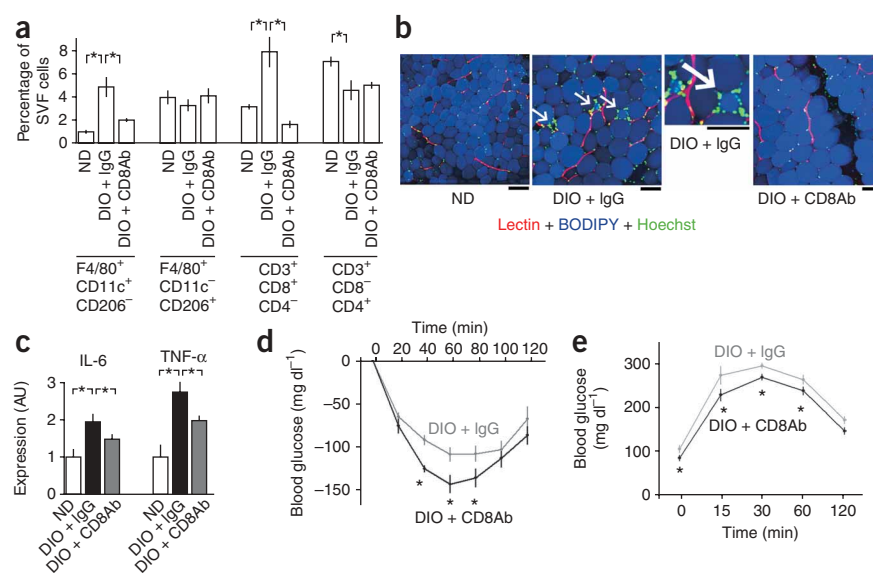 a
Percentage of
SVF cells
8
6
4
2
0
* * * * *
ND
DIO + IgG
DIO + CD8Ab
ND
DIO + IgG
DIO + CD8Ab
ND
DIO + IgG
DIO + CD8Ab
ND
DIO + IgG
DIO + CD8Ab
F4/80⁺
CD11c⁺
CD206⁻
F4/80⁺
CD11c⁻
CD206⁺
CD3⁺
CD8⁺
CD4⁻
CD3⁺
CD8⁻
CD4⁺
b
ND
DIO + IgG
DIO + IgG
DIO + CD8Ab
Lectin + BODIPY + Hoechst
c
IL-6
TNF-α
Expression (AU)
3
2
1
0
* * * *
ND
DIO + IgG
DIO + CD8Ab
ND
DIO + IgG
DIO + CD8Ab
d
Time (min)
0 20 40 60 80 100 120
Blood glucose (mg dl⁻¹)
0
−50
−100
−150
DIO + IgG
* * *
DIO + CD8Ab
e
Blood glucose
(mg dl⁻¹)
300
200
100
0
DIO + IgG
DIO + CD8Ab
* * * *
0 15 30 60 120
Time (min)